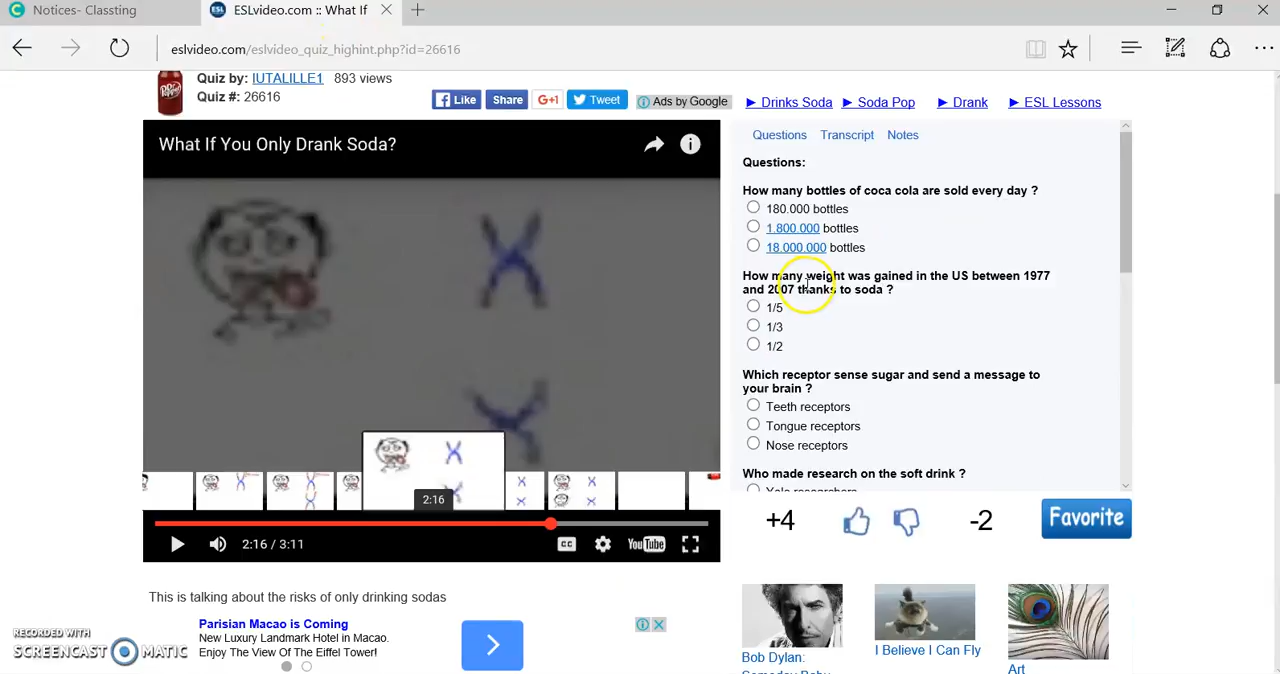 Notices- Classting
ESL ESLvideo.com :: What If
eslvideo.com/eslvideo_quiz_highint.php?id=26616
Quiz by: IUTALILLE1 893 views
Quiz #: 26616
Like Share G+1 Tweet Ads by Google ► Drinks Soda ► Soda Pop ► Drank ► ESL Lessons
What If You Only Drank Soda?
Questions Transcript Notes
Questions:
How many bottles of coca cola are sold every day ?
180.000 bottles
1.800.000 bottles
18.000.000 bottles
How many weight was gained in the US between 1977
and 2007 thanks to soda ?
1/5
1/3
1/2
Which receptor sense sugar and send a message to
your brain ?
Teeth receptors
Tongue receptors
Nose receptors
Who made research on the soft drink ?
Yale researchers
2:16
2:16 / 3:11
CC
YouTube
+4 -2 Favorite
This is talking about the risks of only drinking sodas
Parisian Macao is Coming
New Luxury Landmark Hotel in Macao.
Enjoy The View Of The Eiffel Tower!
Bob Dylan:
I Believe I Can Fly
Art
RECORDED WITH
SCREENCAST MATIC